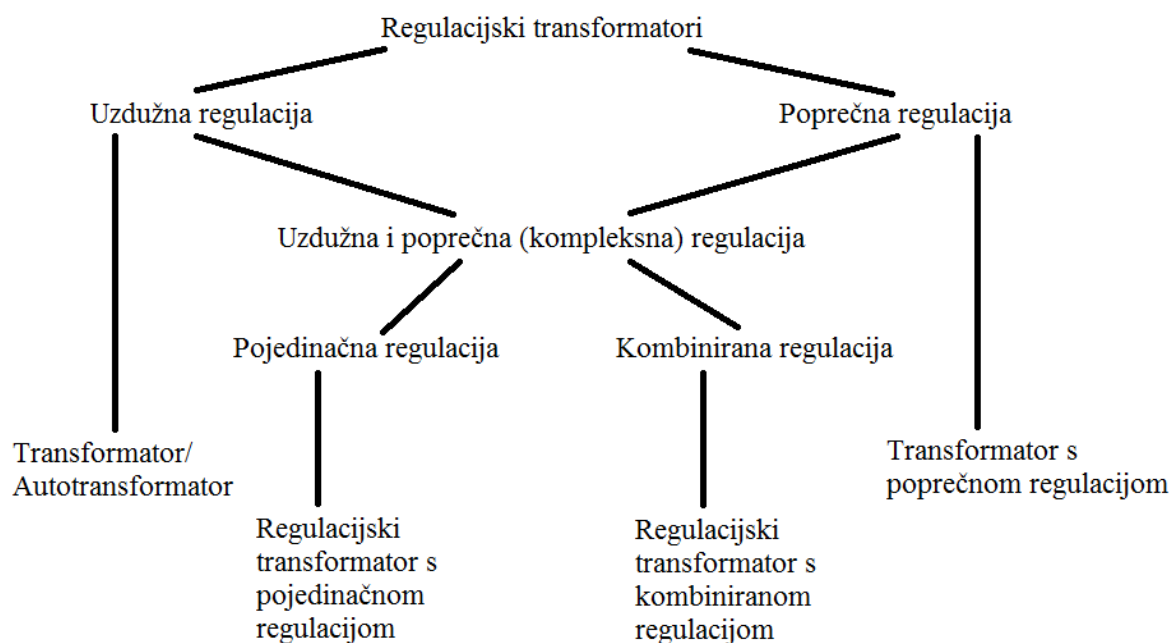 Regulacijski transformatori
Uzdužna regulacija
Poprečna regulacija
Uzdužna i poprečna (kompleksna) regulacija
Pojedinačna regulacija
Kombinirana regulacija
Transformator/
Autotransformator
Transformator s
poprečnom regulacijom
Regulacijski
transformator s
pojedinačnom
regulacijom
Regulacijski
transformator s
kombiniranom
regulacijom